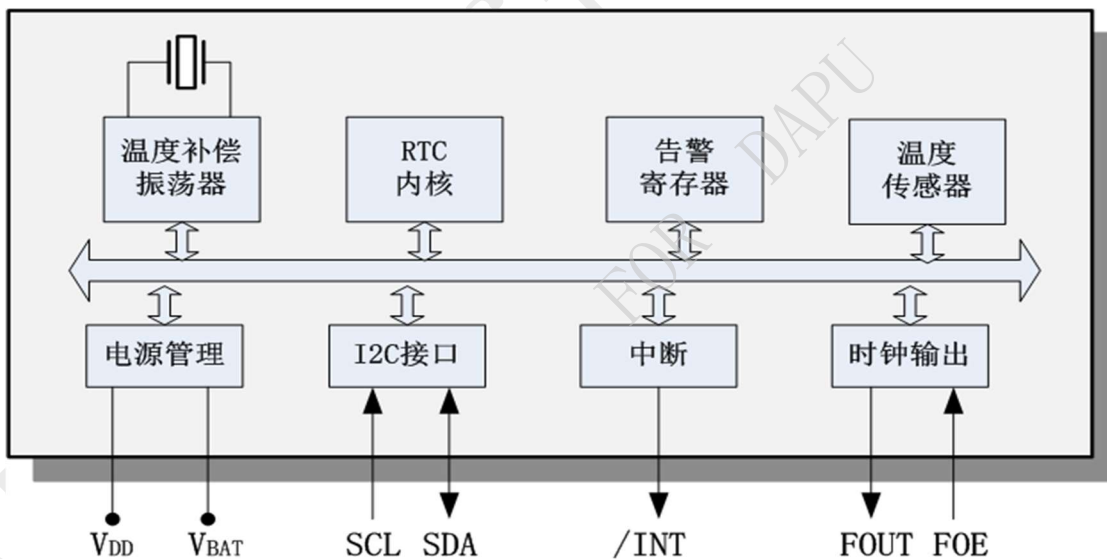 温度补偿
振荡器
RTC
内核
告警
寄存器
温度
传感器
FOR DAPU
电源管理
I2C接口
中断
时钟输出
VDD
VBAT
SCL
SDA
/INT
FOUT
FOE